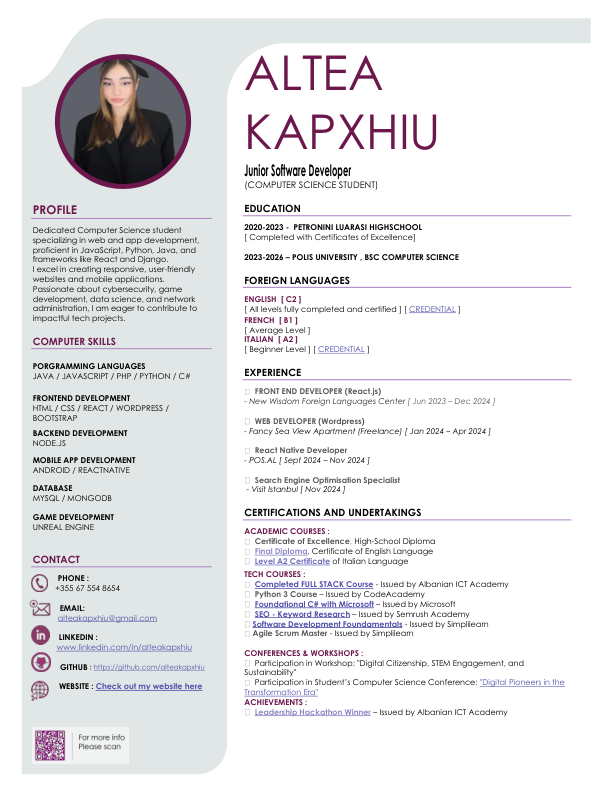 ALTEA
KAPXHIU
Junior Software Developer
(COMPUTER SCIENCE STUDENT)
PROFILE
Dedicated Computer Science student
specializing in web and app development,
proficient in JavaScript, Python, Java, and
frameworks like React and Django.
I excel in creating responsive, user-friendly
websites and mobile applications.
Passionate about cybersecurity, game
development, data science, and network
administration, I am eager to contribute to
impactful tech projects.
COMPUTER SKILLS
PORGRAMMING LANGUAGES
JAVA / JAVASCRIPT / PHP / PYTHON / C#
FRONTEND DEVELOPMENT
HTML / CSS / REACT / WORDPRESS /
BOOTSTRAP
BACKEND DEVELOPMENT
NODE.JS
MOBILE APP DEVELOPMENT
ANDROID / REACTNATIVE
DATABASE
MYSQL / MONGODB
GAME DEVELOPMENT
UNREAL ENGINE
CONTACT
PHONE :
+355 67 554 8654
EMAIL:
alteakapxhiu@gmail.com
LINKEDIN :
www.linkedin.com/in/alteakapxhiu
GITHUB : https://github.com/alteakapxhiu
WEBSITE : Check out my website here
For more info
Please scan
EDUCATION
2020-2023 - PETRONINI LUARASI HIGHSCHOOL
[ Completed with Certificates of Excellence]
2023-2026 – POLIS UNIVERSITY , BSC COMPUTER SCIENCE
FOREIGN LANGUAGES
ENGLISH [ C2 ]
[ All levels fully completed and certified ] [ CREDENTIAL ]
FRENCH [ B1 ]
[ Average Level ]
ITALIAN [ A2 ]
[ Beginner Level ] [ CREDENTIAL ]
EXPERIENCE
FRONT END DEVELOPER (React.js)
- New Wisdom Foreign Languages Center [ Jun 2023 – Dec 2024 ]
WEB DEVELOPER (Wordpress)
- Fancy Sea View Apartment (Freelance) [ Jan 2024 – Apr 2024 ]
React Native Developer
- POS.AL [ Sept 2024 – Nov 2024 ]
Search Engine Optimisation Specialist
- Visit Istanbul [ Nov 2024 ]
CERTIFICATIONS AND UNDERTAKINGS
ACADEMIC COURSES :
Certificate of Excellence, High-School Diploma
Final Diploma, Certificate of English Language
Level A2 Certificate of Italian Language
TECH COURSES :
Completed FULL STACK Course - Issued by Albanian ICT Academy
Python 3 Course – Issued by CodeAcademy
Foundational C# with Microsoft – Issued by Microsoft
SEO - Keyword Research – Issued by Semrush Academy
Software Development Foundamentals - Issued by Simplilearn
Agile Scrum Master - Issued by Simplilearn
CONFERENCES & WORKSHOPS :
Participation in Workshop: "Digital Citizenship, STEM Engagement, and
Sustainability"
Participation in Student's Computer Science Conference: "Digital Pioneers in the
Transformation Era"
ACHIEVEMENTS :
Leadership Hackathon Winner – Issued by Albanian ICT Academy